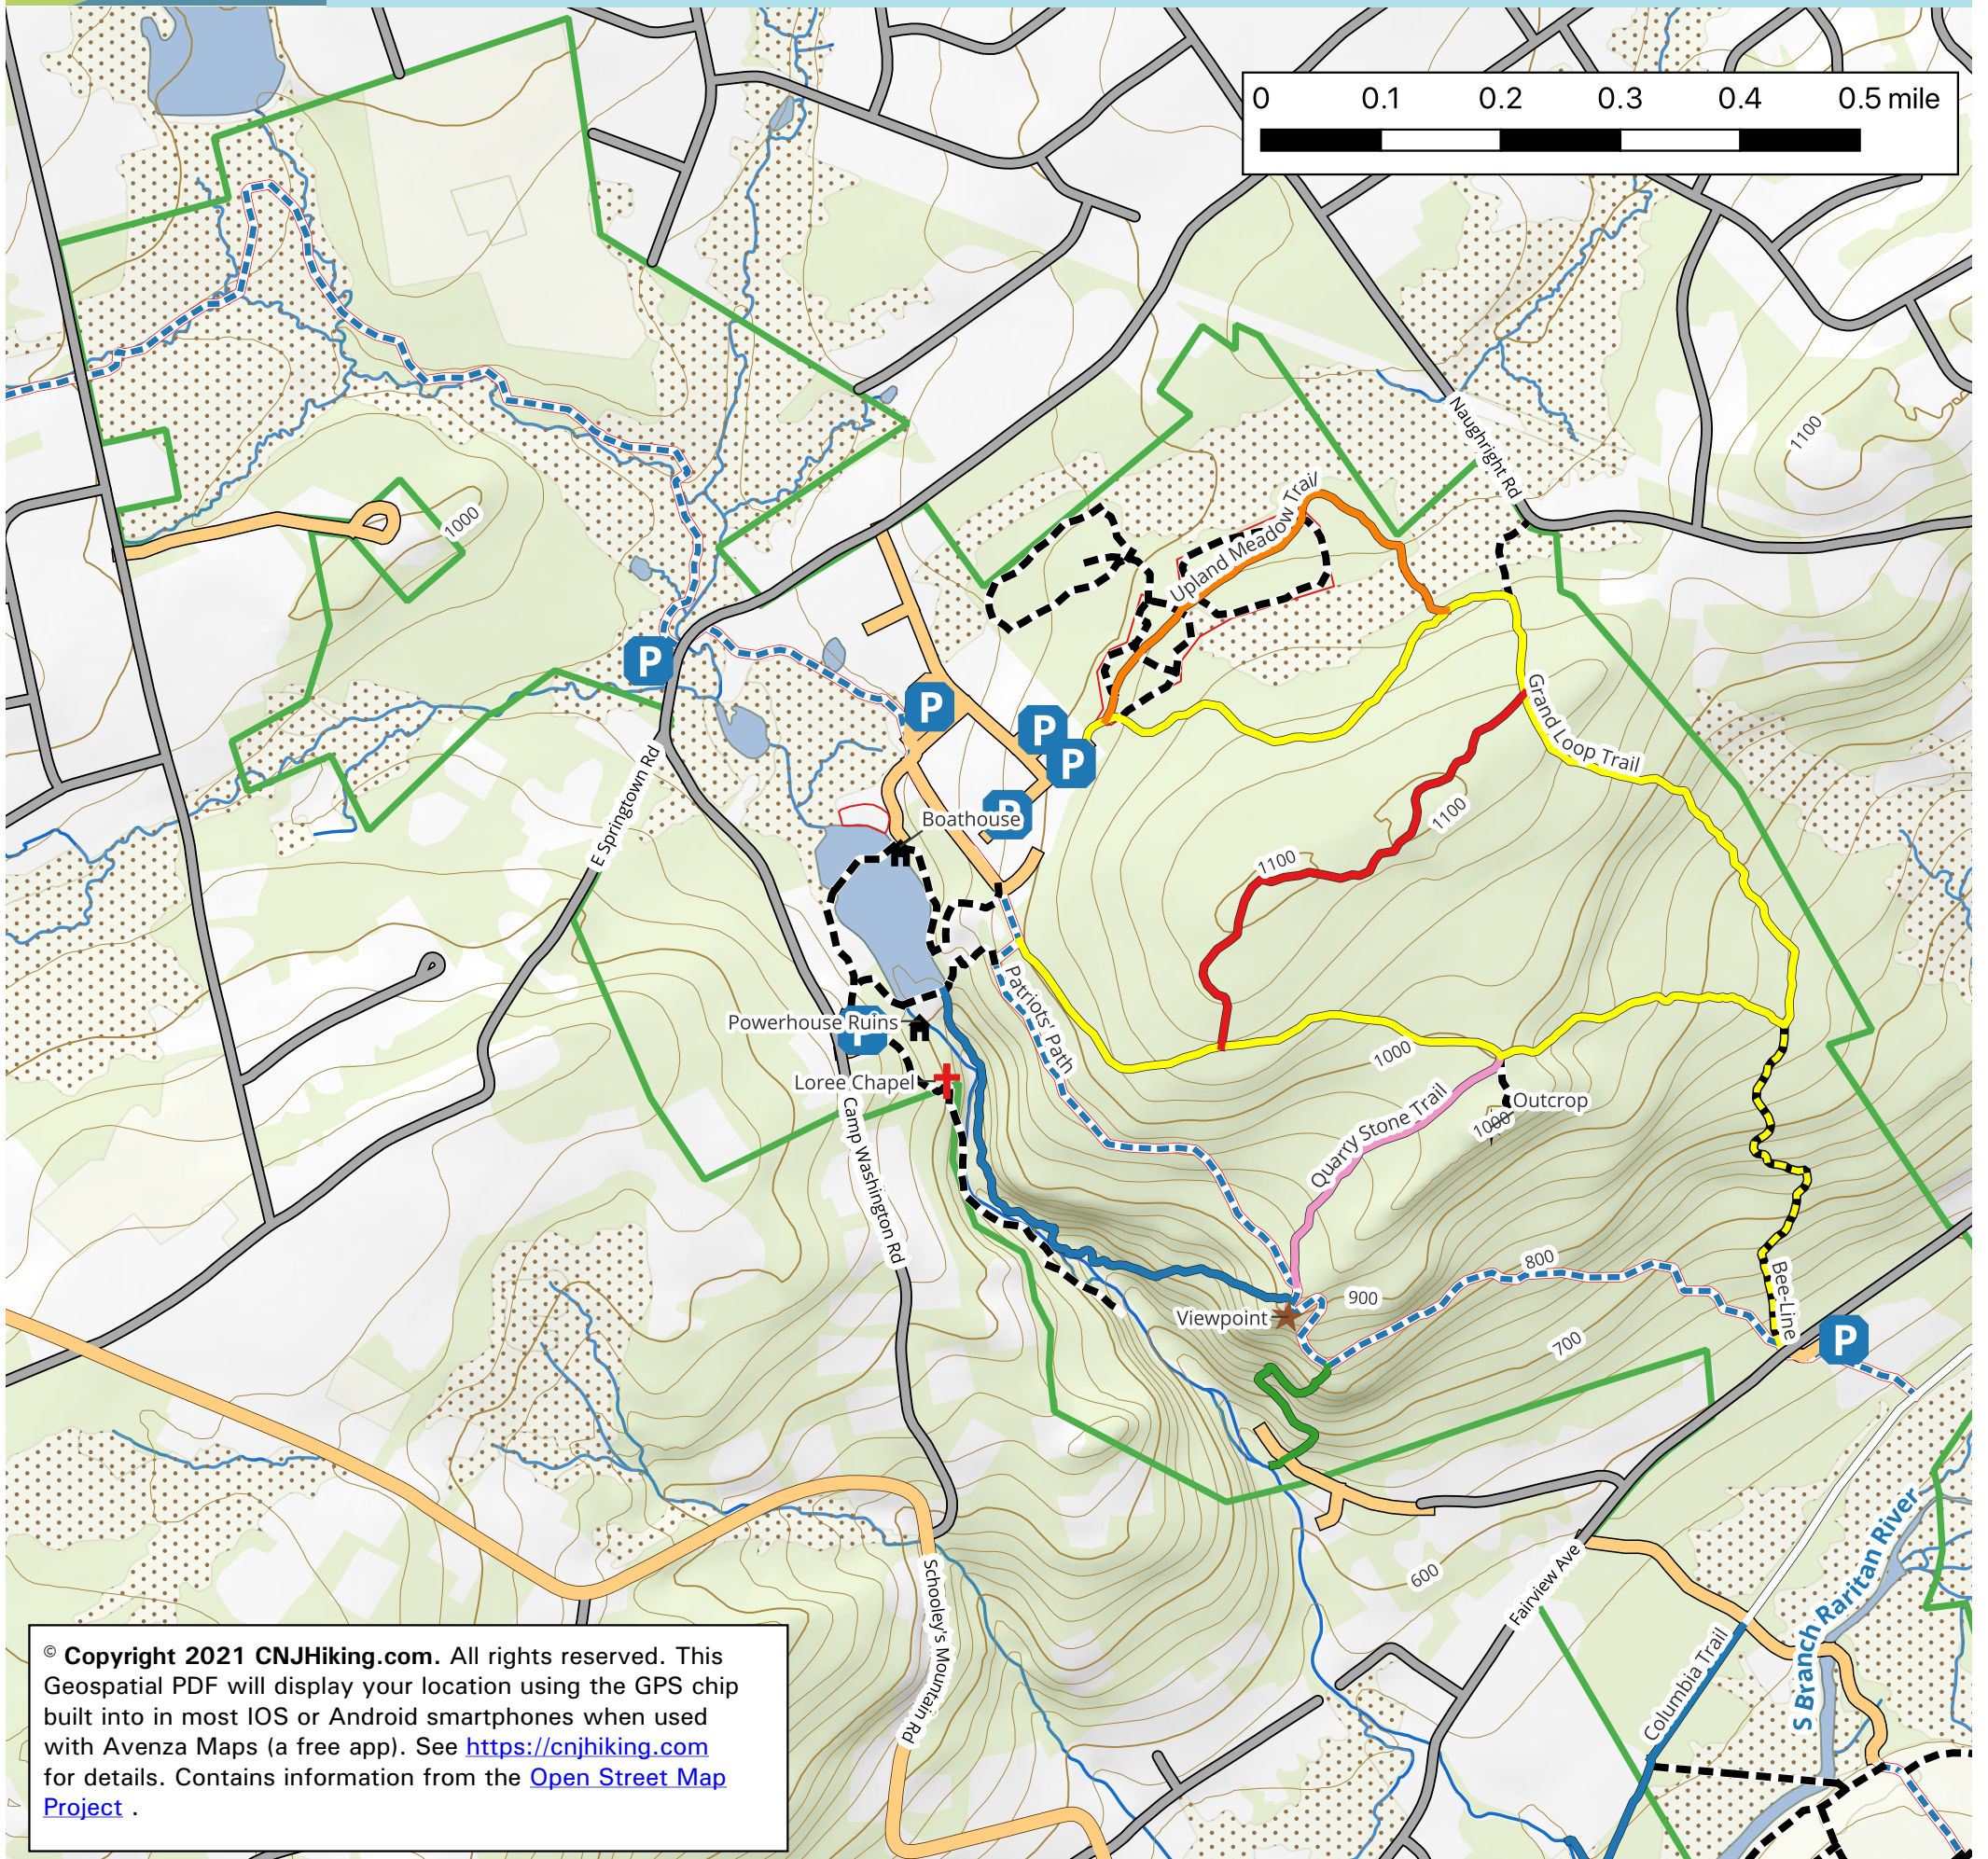 0 0.1 0.2 0.3 0.4 0.5 mile
Naughright Rd
1100
1000
Upland Meadow Trail
P
P
P
P
Grand Loop Trail
E Springtown Rd
P
Boathouse
1100
1100
Patriots' Path
Powerhouse Ruins
P
1000
Loree Chapel
Outcrop
1000
Quarry Stone Trail
Camp Washington Rd
800
900
Viewpoint
Bee-Line
P
700
600
Fairview Ave
S Branch Raritan River
Columbia Trail
Schooley's Mountain Rd
© Copyright 2021 CNJHiking.com. All rights reserved. This
Geospatial PDF will display your location using the GPS chip
built into in most IOS or Android smartphones when used
with Avenza Maps (a free app). See https://cnjhiking.com
for details. Contains information from the Open Street Map
Project .